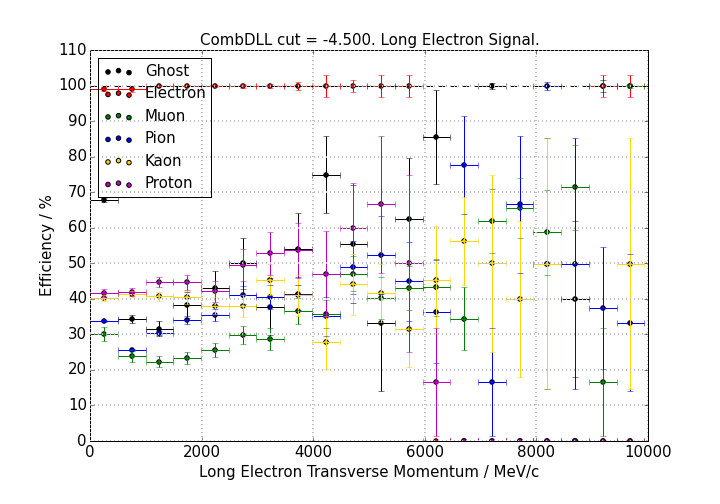 CombDLL cut = -4.500. Long Electron Signal.
110
100
90
80
70
60
50
40
30
20
10
0
Efficiency / %
Ghost
Electron
Muon
Pion
Kaon
Proton
0 2000 4000 6000 8000 10000
Long Electron Transverse Momentum / MeV/c